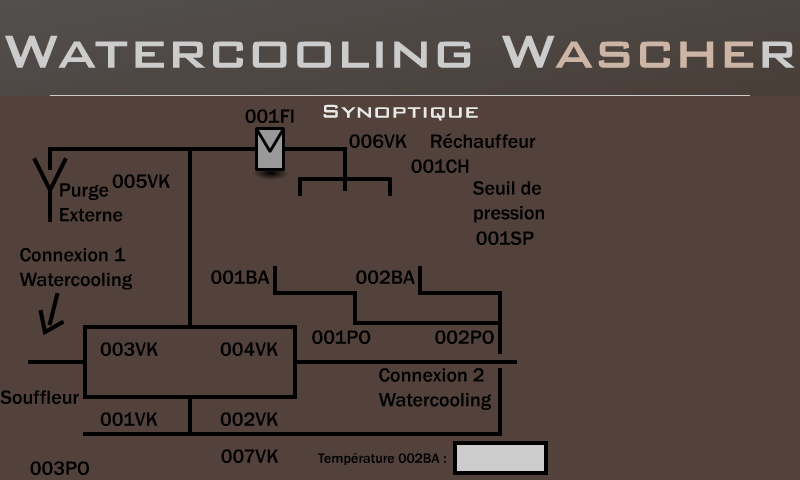 Watercooling Wascher
Synoptique
001FI
006VK
Réchauffeur
001CH
Purge
Externe
005VK
Seuil de
pression
001SP
Connexion 1
Watercooling
001BA
002BA
001PO
002PO
003VK
004VK
Connexion 2
Watercooling
Souffleur
001VK
002VK
007VK
Température 002BA :
003PO